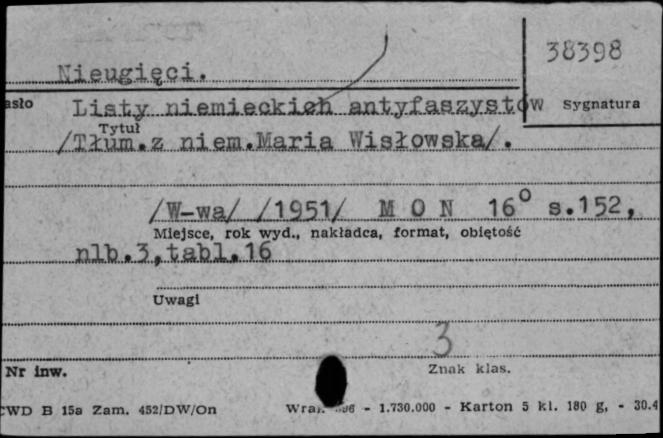 38398
Nieugięci.
asło Listy niemieckich antyfaszystów Sygnatura
Tytuł
/Tłum.z niem.Maria Wisłowska/.
/W-wa/ /1951/ M O N 16° s.152,
Miejsce, rok wyd., nakładca, format, obiętość
nlb.3,tabl.16
Uwagi
3
Nr inw. Znak klas.
CWD B 15a Zam. 452/DW/On - 1.730.000 - Karton 5 kl. 180 g, - 30.4